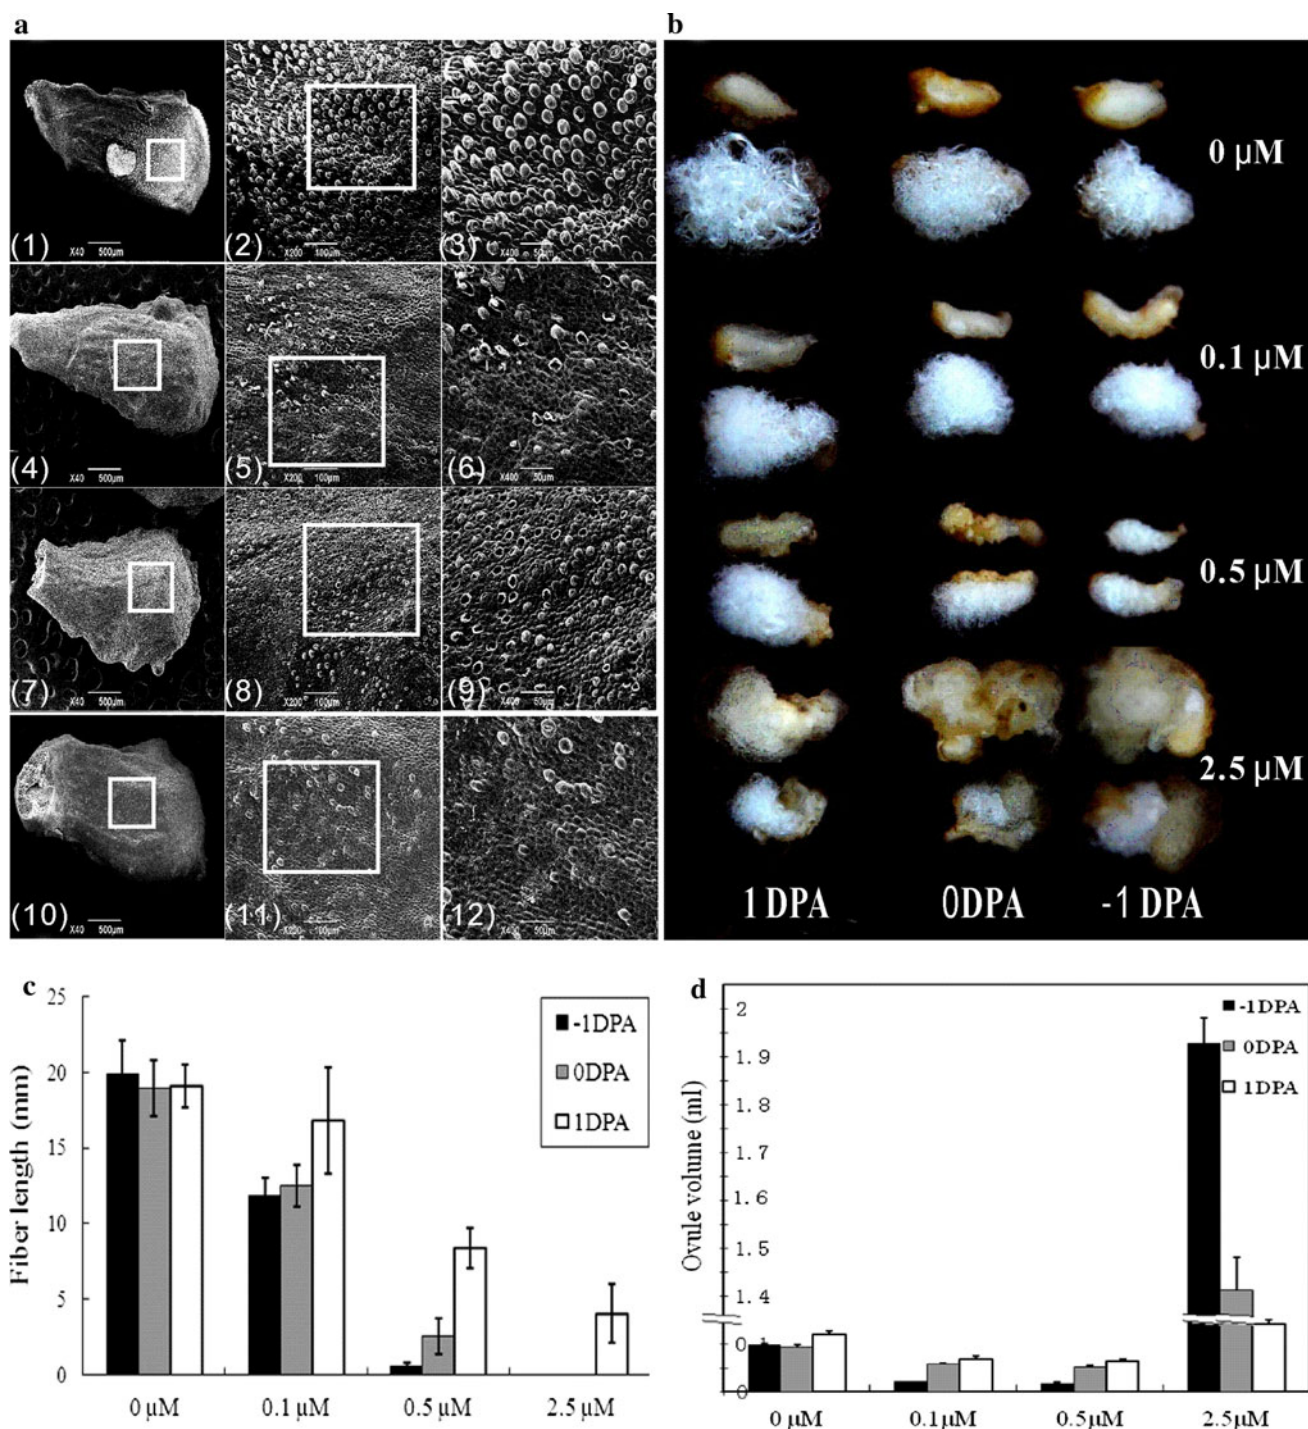 a
b
(1) X40 500µm
(2) X200 100µm
(3) X400 50µm
(4) X40 500µm
(5) X200 100µm
(6) X400 50µm
(7) X40 500µm
(8) X200 100µm
(9) X400 50µm
(10) X40 500µm
(11) X200 100µm
(12) X400 50µm
0 µM
0.1 µM
0.5 µM
2.5 µM
1 DPA 0DPA -1 DPA
c
Fiber length (mm)
25
20
15
10
5
0
-1DPA
0DPA
1DPA
0 µM 0.1 µM 0.5 µM 2.5 µM
d
Ovule volume (ml)
2
1.9
1.8
1.7
1.6
1.5
1.4
0.1
0
-1DPA
0DPA
1DPA
0 µM 0.1µM 0.5µM 2.5µM